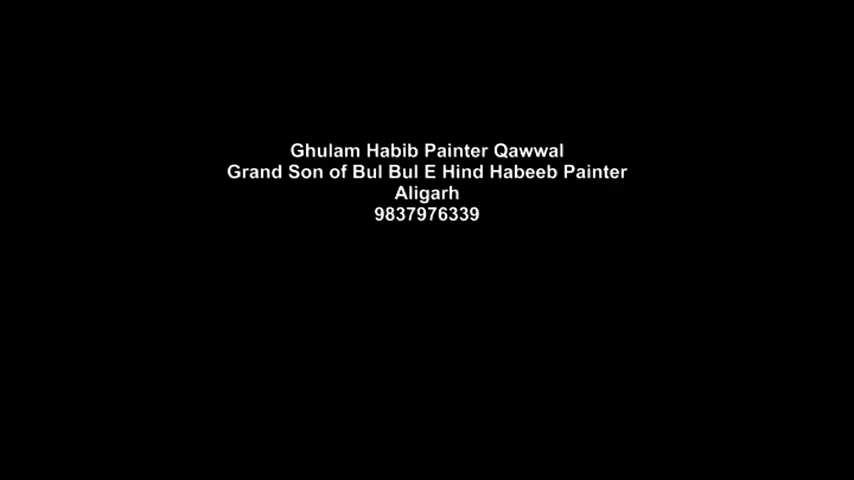 Ghulam Habib Painter Qawwal
Grand Son of Bul Bul E Hind Habeeb Painter
Aligarh
9837976339